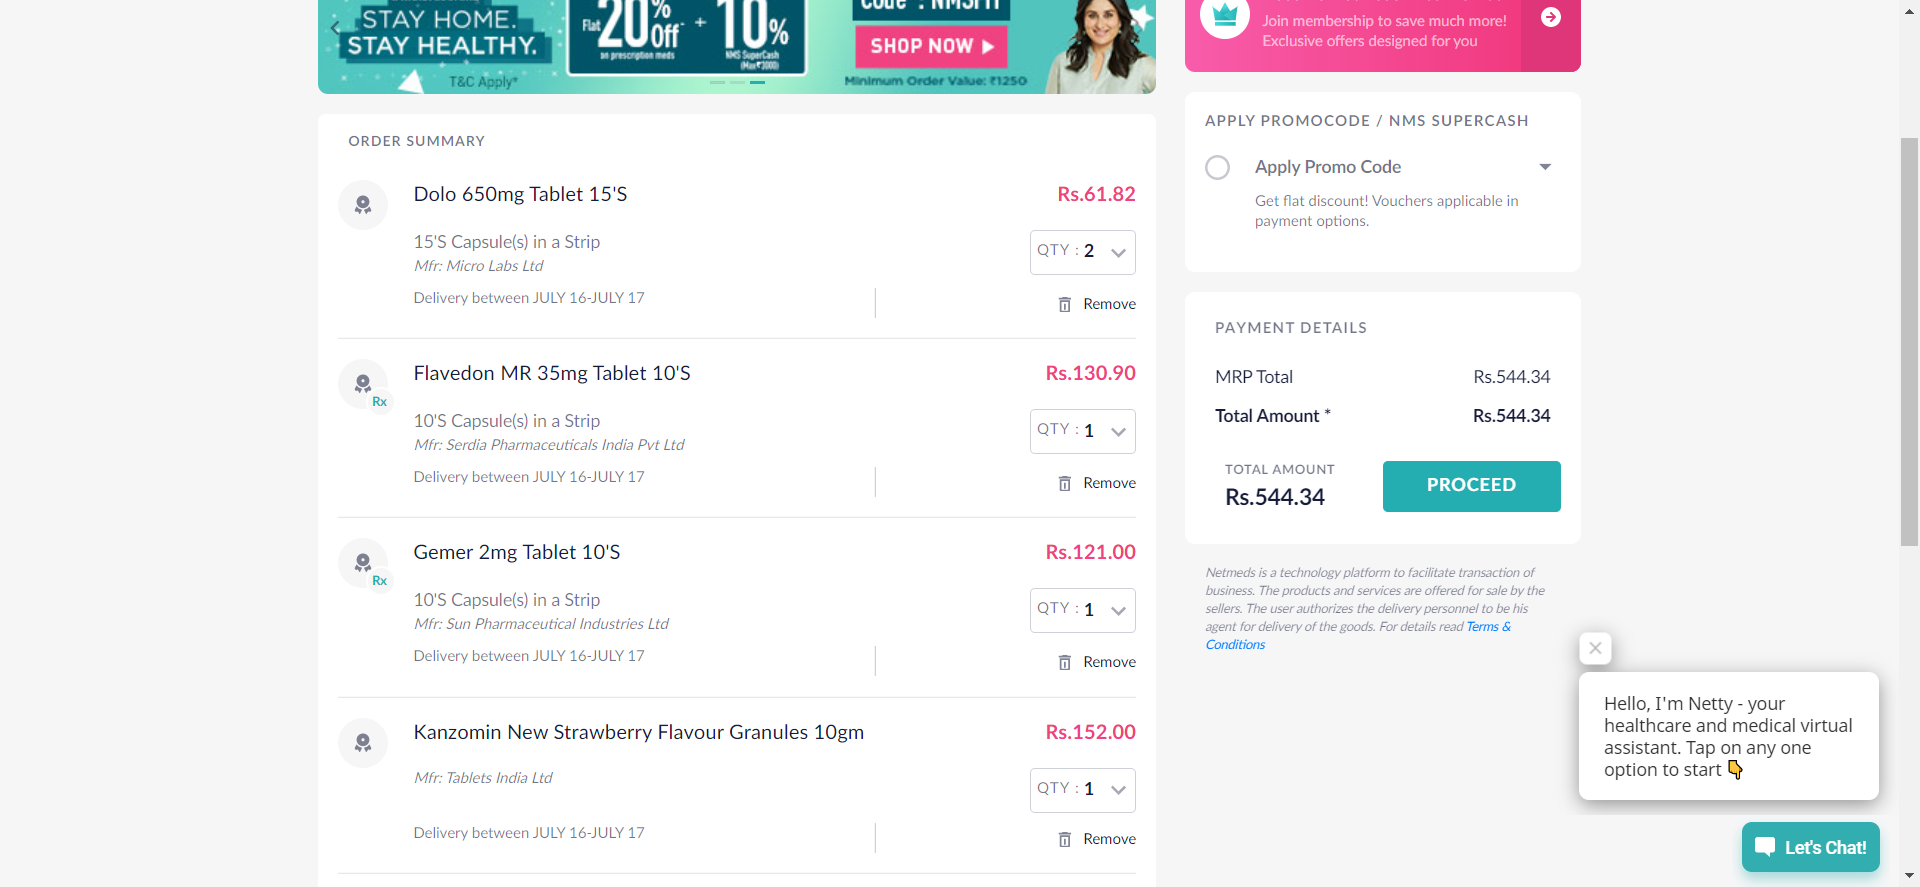 STAY HOME.
STAY HEALTHY.
T&C Apply*
Flat 20% Off + 10%
on prescription meds
NMS SuperCash
(Max ₹3000)
SHOP NOW
Minimum Order Value: ₹1250
Join membership to save much more!
Exclusive offers designed for you
ORDER SUMMARY
Dolo 650mg Tablet 15'S
Rs.61.82
15'S Capsule(s) in a Strip
QTY : 2
Mfr: Micro Labs Ltd
Delivery between JULY 16-JULY 17
Remove
Rx
Flavedon MR 35mg Tablet 10'S
Rs.130.90
10'S Capsule(s) in a Strip
QTY : 1
Mfr: Serdia Pharmaceuticals India Pvt Ltd
Delivery between JULY 16-JULY 17
Remove
Rx
Gemer 2mg Tablet 10'S
Rs.121.00
10'S Capsule(s) in a Strip
QTY : 1
Mfr: Sun Pharmaceutical Industries Ltd
Delivery between JULY 16-JULY 17
Remove
Kanzomin New Strawberry Flavour Granules 10gm
Rs.152.00
Mfr: Tablets India Ltd
QTY : 1
Delivery between JULY 16-JULY 17
Remove
APPLY PROMOCODE / NMS SUPERCASH
Apply Promo Code
Get flat discount! Vouchers applicable in
payment options.
PAYMENT DETAILS
MRP Total Rs.544.34
Total Amount * Rs.544.34
TOTAL AMOUNT
Rs.544.34
PROCEED
Netmeds is a technology platform to facilitate transaction of
business. The products and services are offered for sale by the
sellers. The user authorizes the delivery personnel to be his
agent for delivery of the goods. For details read Terms &
Conditions
Hello, I'm Netty - your
healthcare and medical virtual
assistant. Tap on any one
option to start
Let's Chat!